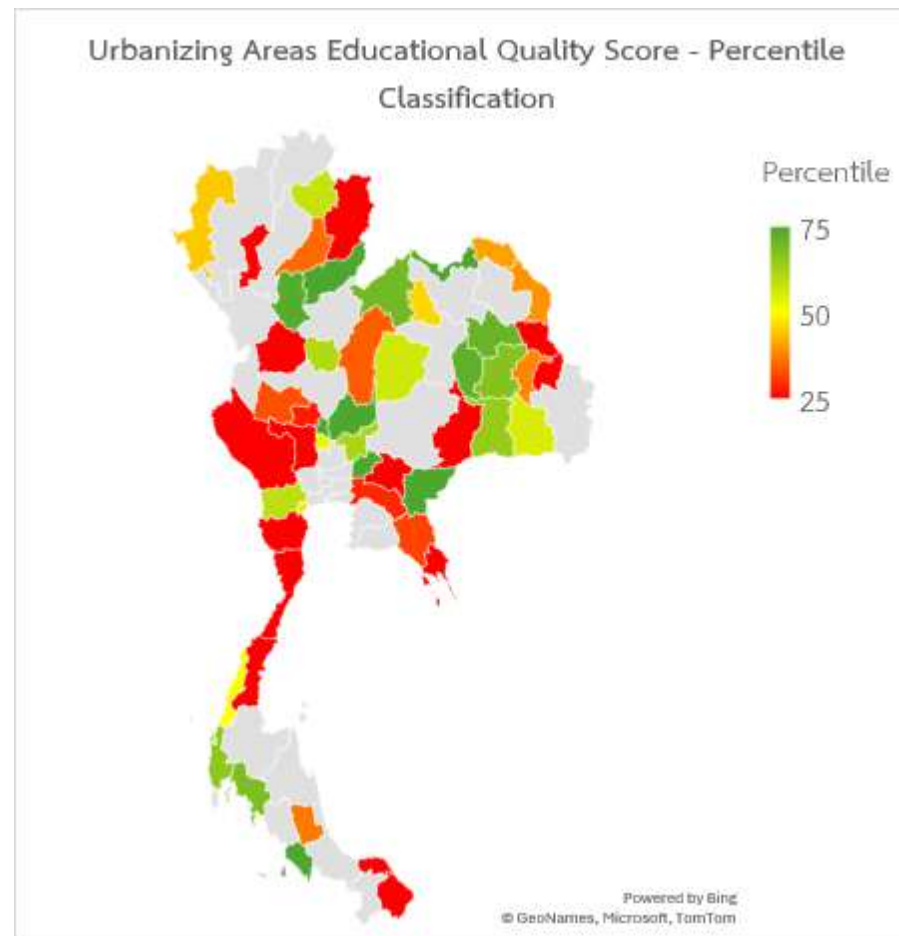 Urbanizing Areas Educational Quality Score - Percentile
Classification
Percentile
75
50
25
Powered by Bing
© GeoNames, Microsoft, TomTom